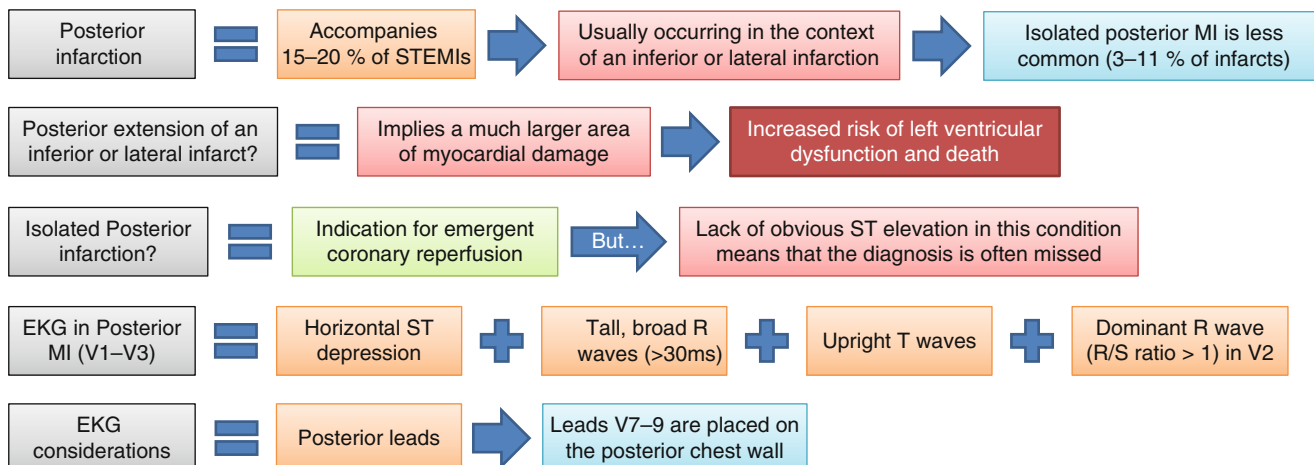 Posterior
infarction
Accompanies
15–20 % of STEMIs
Usually occurring in the context
of an inferior or lateral infarction
Isolated posterior MI is less
common (3–11 % of infarcts)
Posterior extension of an
inferior or lateral infarct?
Implies a much larger area
of myocardial damage
Increased risk of left ventricular
dysfunction and death
Isolated Posterior
infarction?
Indication for emergent
coronary reperfusion
But…
Lack of obvious ST elevation in this condition
means that the diagnosis is often missed
EKG in Posterior
MI (V1–V3)
Horizontal ST
depression
Tall, broad R
waves (>30ms)
Upright T waves
Dominant R wave
(R/S ratio > 1) in V2
EKG
considerations
Posterior leads
Leads V7–9 are placed on
the posterior chest wall